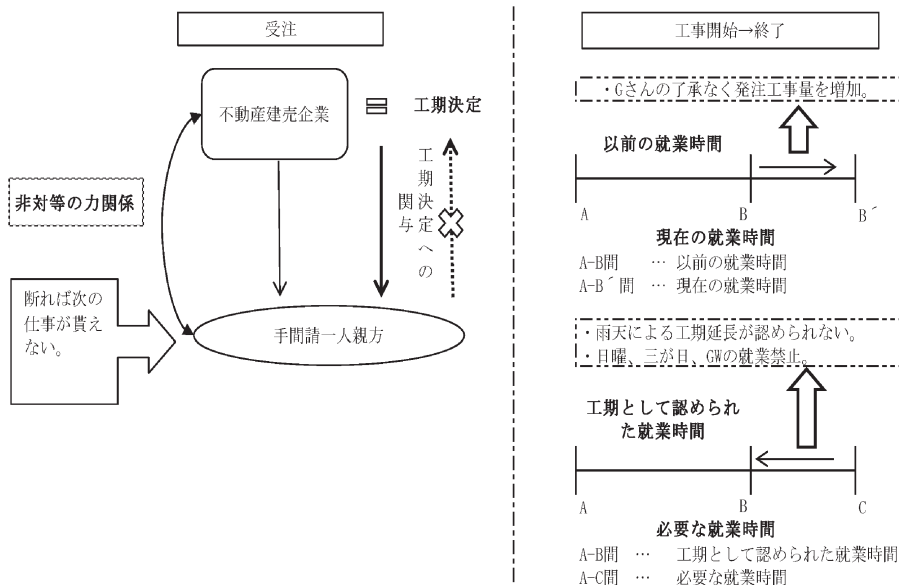 受注
不動産建売企業
工期決定
工期決定への
関与
非対等の力関係
断れば次の
仕事が貰え
ない。
手間請一人親方
工事開始→終了
・Gさんの了承なく発注工事量を増加。
以前の就業時間
A
B
B´
現在の就業時間
A-B間 … 以前の就業時間
A-B´間 … 現在の就業時間
・雨天による工期延長が認められない。
・日曜、三が日、GWの就業禁止。
工期として認められ
た就業時間
A
B
C
必要な就業時間
A-B間 … 工期として認められた就業時間
A-C間 … 必要な就業時間